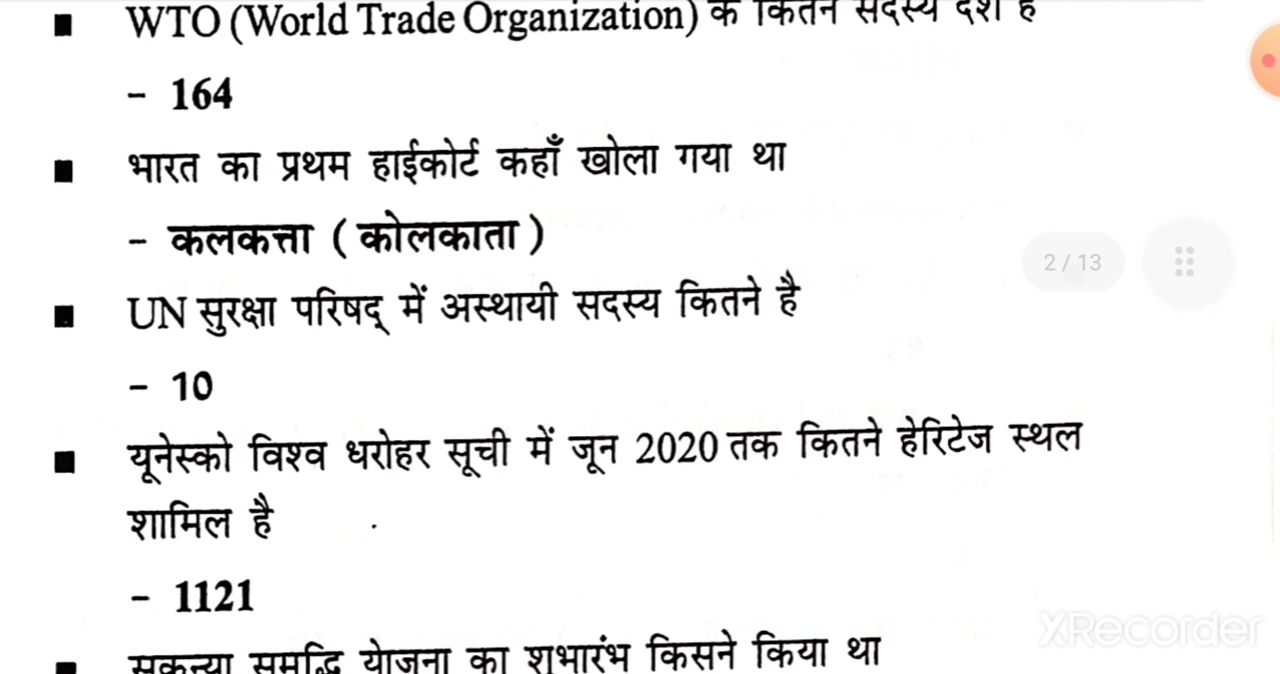 WTO (World Trade Organization) के कितने सदस्य देश है
- 164
भारत का प्रथम हाईकोर्ट कहाँ खोला गया था
- कलकत्ता ( कोलकाता )
2 / 13
UN सुरक्षा परिषद् में अस्थायी सदस्य कितने है
- 10
यूनेस्को विश्व धरोहर सूची में जून 2020 तक कितने हेरिटेज स्थल
शामिल है
- 1121
XRecorder
सुकन्या समृद्धि योजना का शुभारंभ किसने किया था